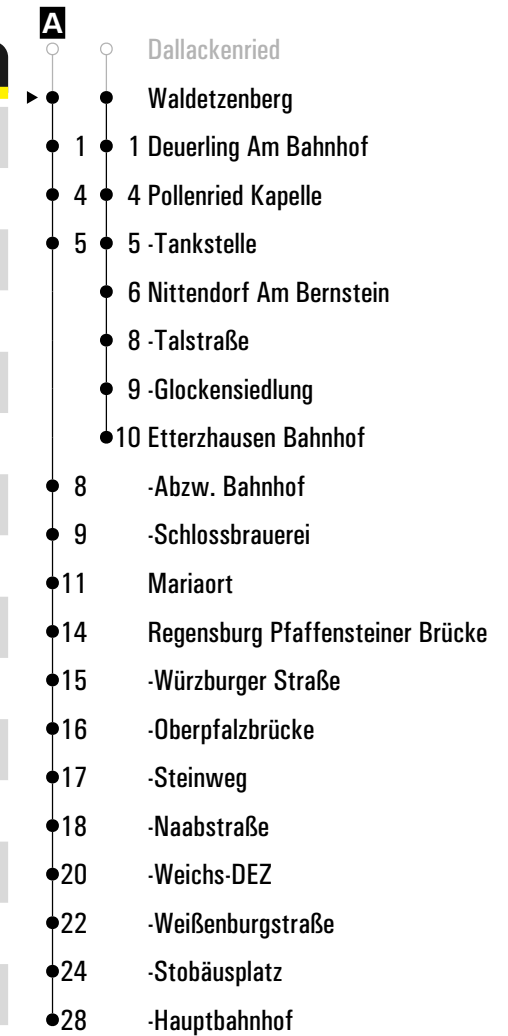 A
Dallackenried
Waldetzenberg
1 1 Deuerling Am Bahnhof
4 4 Pollenried Kapelle
5 5 -Tankstelle
6 Nittendorf Am Bernstein
8 -Talstraße
9 -Glockensiedlung
10 Etterzhausen Bahnhof
8 -Abzw. Bahnhof
9 -Schlossbrauerei
11 Mariaort
14 Regensburg Pfaffensteiner Brücke
15 -Würzburger Straße
16 -Oberpfalzbrücke
17 -Steinweg
18 -Naabstraße
20 -Weichs-DEZ
22 -Weißenburgstraße
24 -Stobäusplatz
28 -Hauptbahnhof